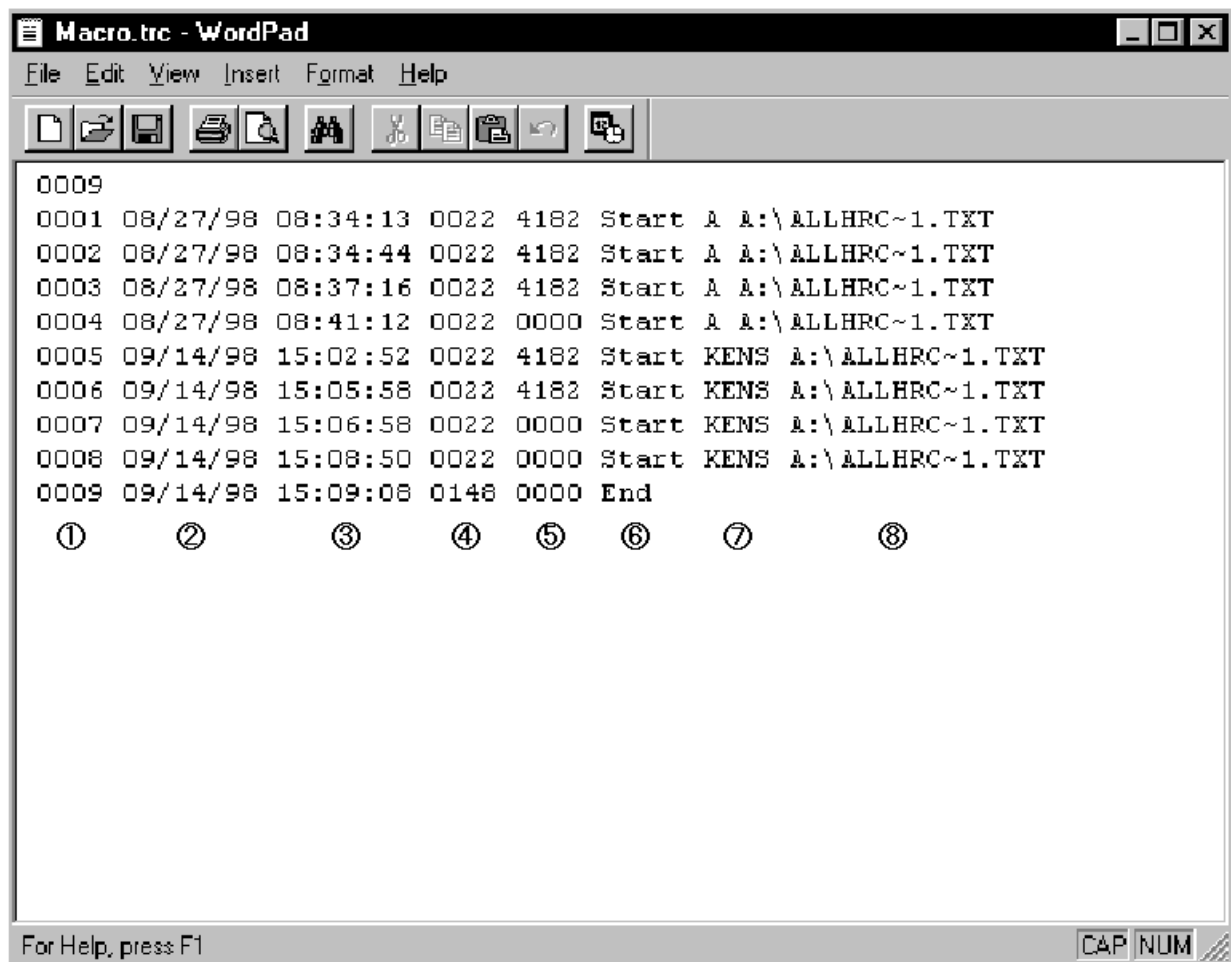 Macro.trc - WordPad
File Edit View Insert Format Help
0009
0001 08/27/98 08:34:13 0022 4182 Start A A:\ALLHRC~1.TXT
0002 08/27/98 08:34:44 0022 4182 Start A A:\ALLHRC~1.TXT
0003 08/27/98 08:37:16 0022 4182 Start A A:\ALLHRC~1.TXT
0004 08/27/98 08:41:12 0022 0000 Start A A:\ALLHRC~1.TXT
0005 09/14/98 15:02:52 0022 4182 Start KENS A:\ALLHRC~1.TXT
0006 09/14/98 15:05:58 0022 4182 Start KENS A:\ALLHRC~1.TXT
0007 09/14/98 15:06:58 0022 0000 Start KENS A:\ALLHRC~1.TXT
0008 09/14/98 15:08:50 0022 0000 Start KENS A:\ALLHRC~1.TXT
0009 09/14/98 15:09:08 0148 0000 End
① ② ③ ④ ⑤ ⑥ ⑦ ⑧
For Help, press F1 CAP NUM